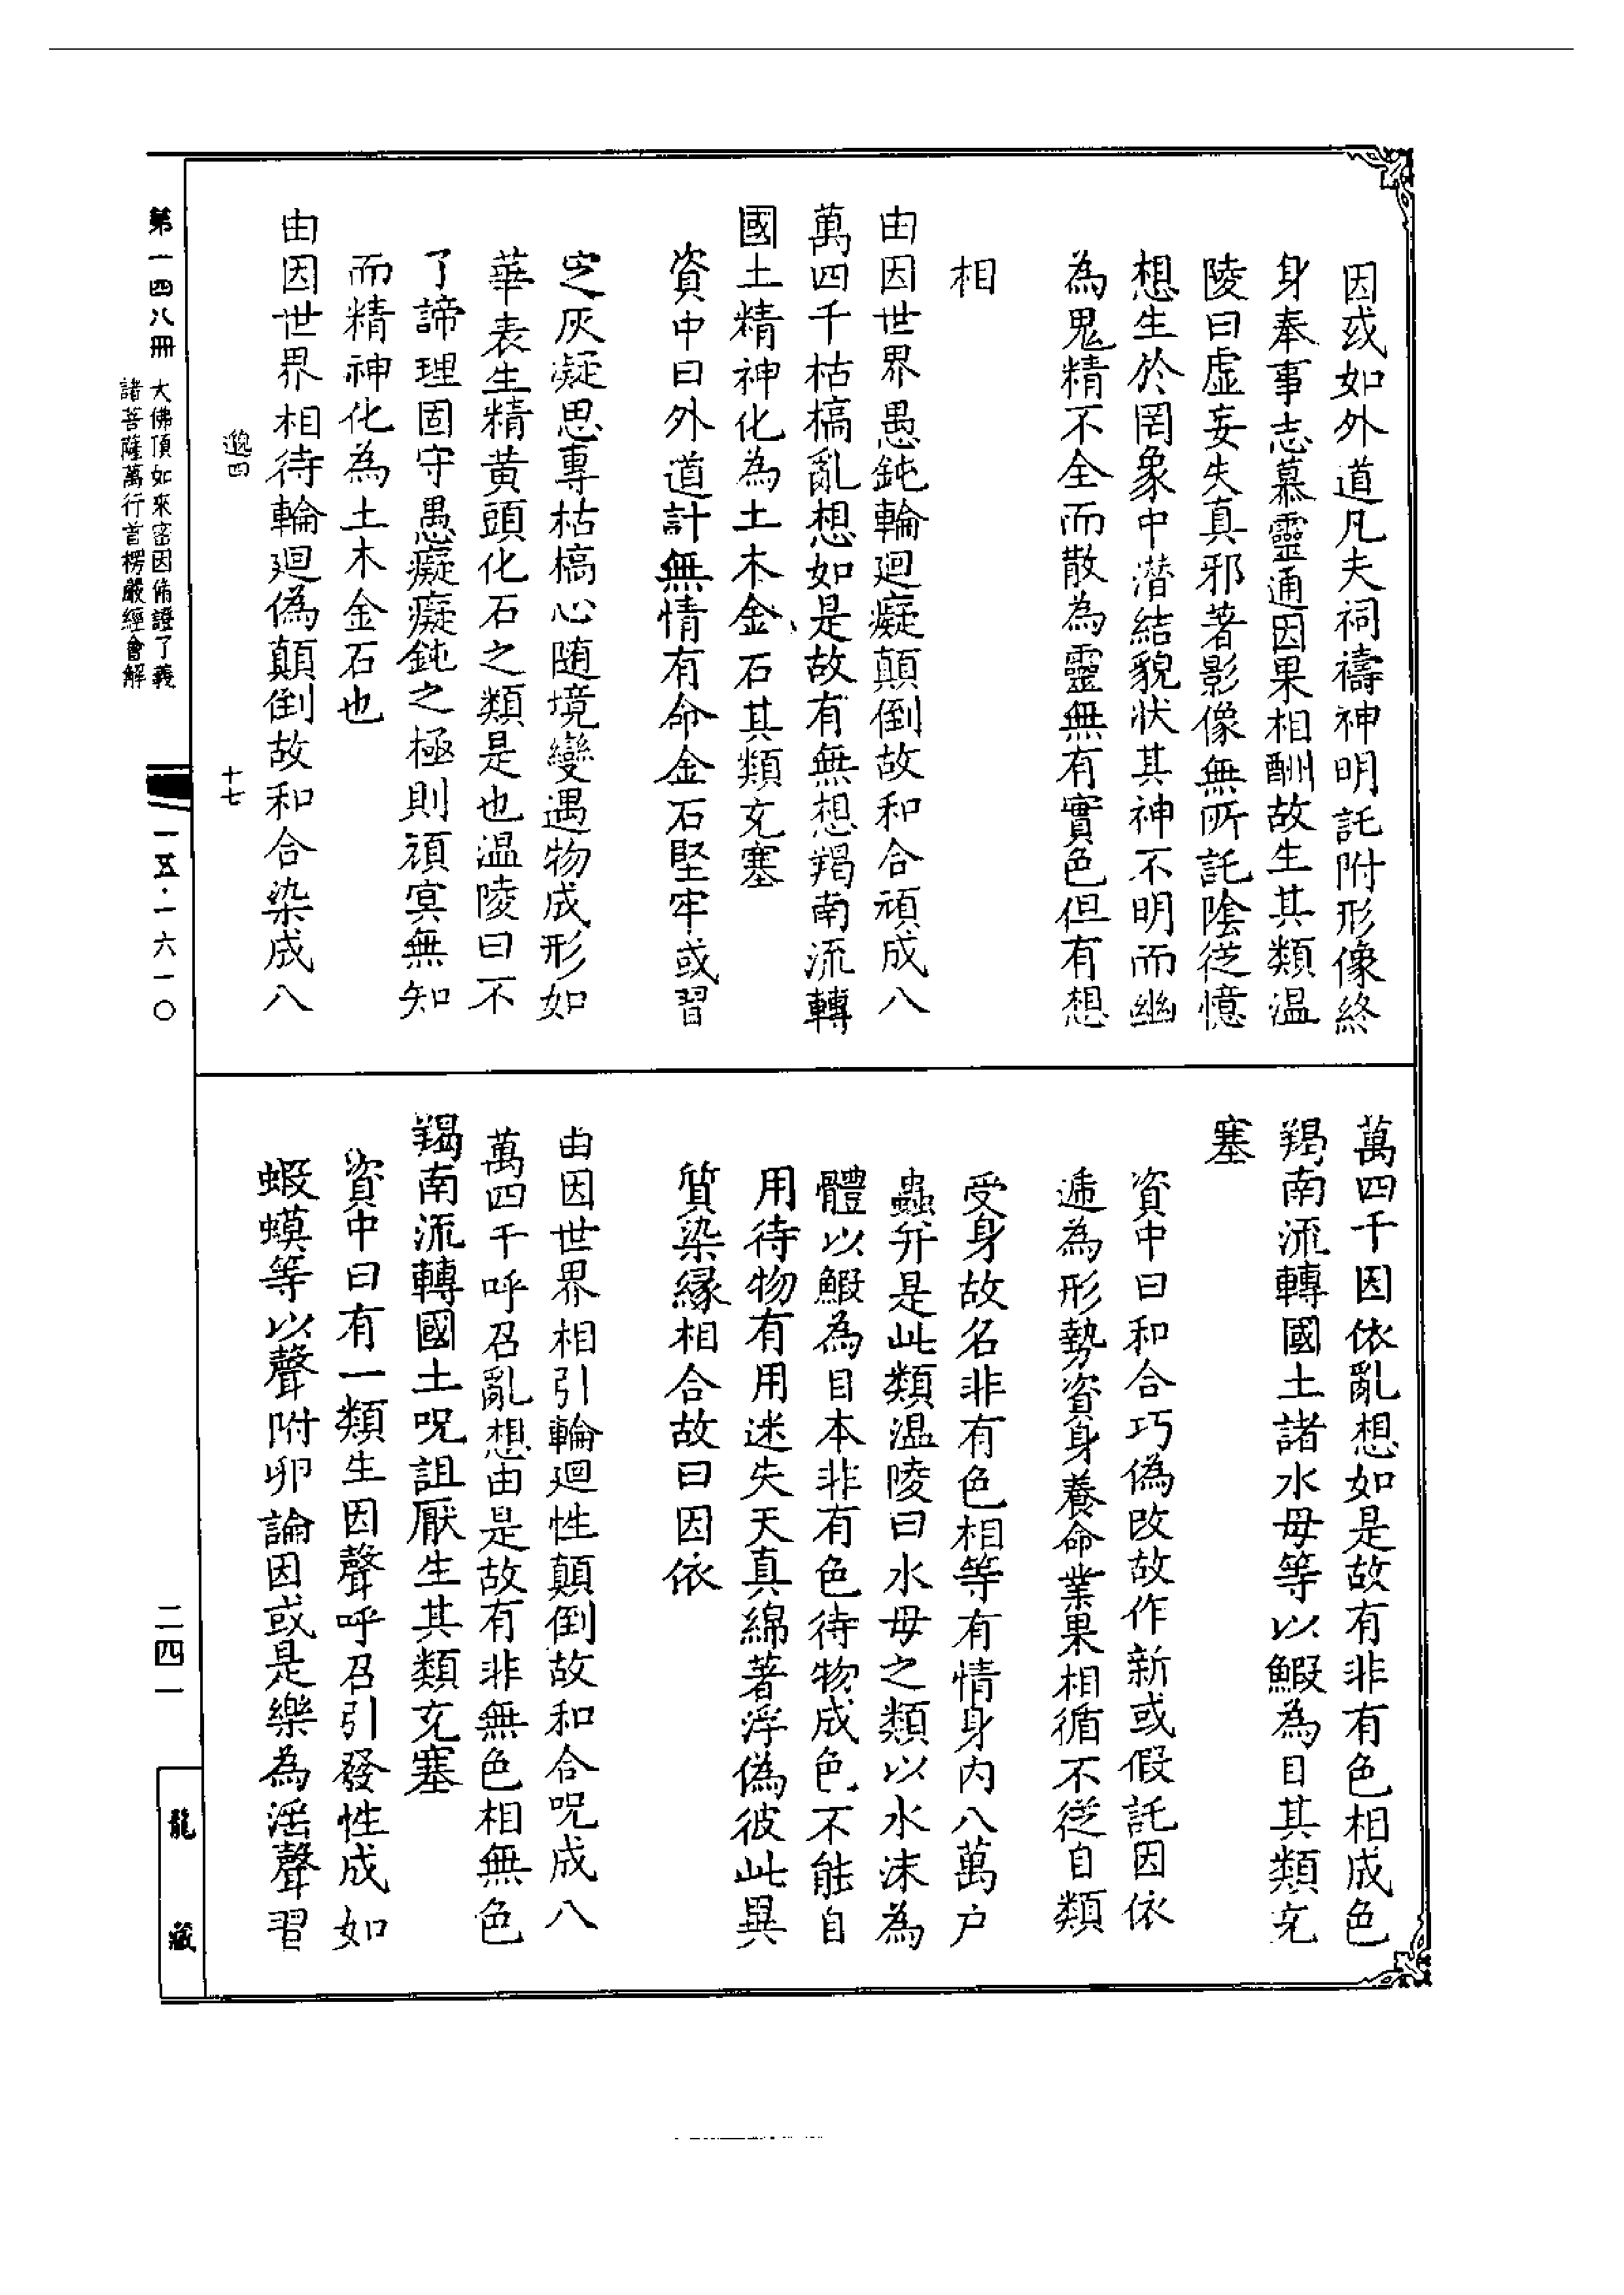 因或如外道凡夫祠禱神明託附形像終
身奉事志慕靈通因果相酬故生其類溫
陵曰虛妄失真邪著影像無所託陰從憶
想生於罔象中潛結貌狀其神不明而幽
為鬼精不全而散為靈無有實色但有想
相
由因世界愚鈍輪廻癡顛倒故和合頑成八
萬四千枯槁亂想如是故有無想羯南流轉
國土精神化為土木金石其類充塞
資中曰外道計無情有命金石堅牢或習
定灰凝思專枯槁心随境變遇物成形如
華表生精黃頭化石之類是也溫陵曰不
了諦理固守愚癡癡鈍之極則頑冥無知
而精神化為土木金石也
由因世界相待輪廻偽顛倒故和合染成八
邈四
十七
萬四千因依亂想如是故有非有色相成色
羯南流轉國土諸水母等以鰕為目其類充
塞
資中曰和合巧偽改故作新或假託因依
遞為形勢資身養命業果相循不從自類
受身故名非有色相等有情身內八萬户
蟲并是此類溫陵曰水母之類以水沫為
體以鰕為目本非有色待物成色不能自
用待物有用迷失天真綿著浮偽彼此異
質染緣相合故曰因依
由因世界相引輪廻性顛倒故和合呪成八
萬四千呼召亂想由是故有非無色相無色
羯南流轉國土呪詛厭生其類充塞
資中曰有一類生因聲呼召引發性成如
蝦蟆等以聲附卵論因或是樂為淫聲習
第一四八冊
大佛頂如來密因脩證了義
諸菩薩萬行首楞嚴經會解
一五·一六一〇
二四一
龍藏